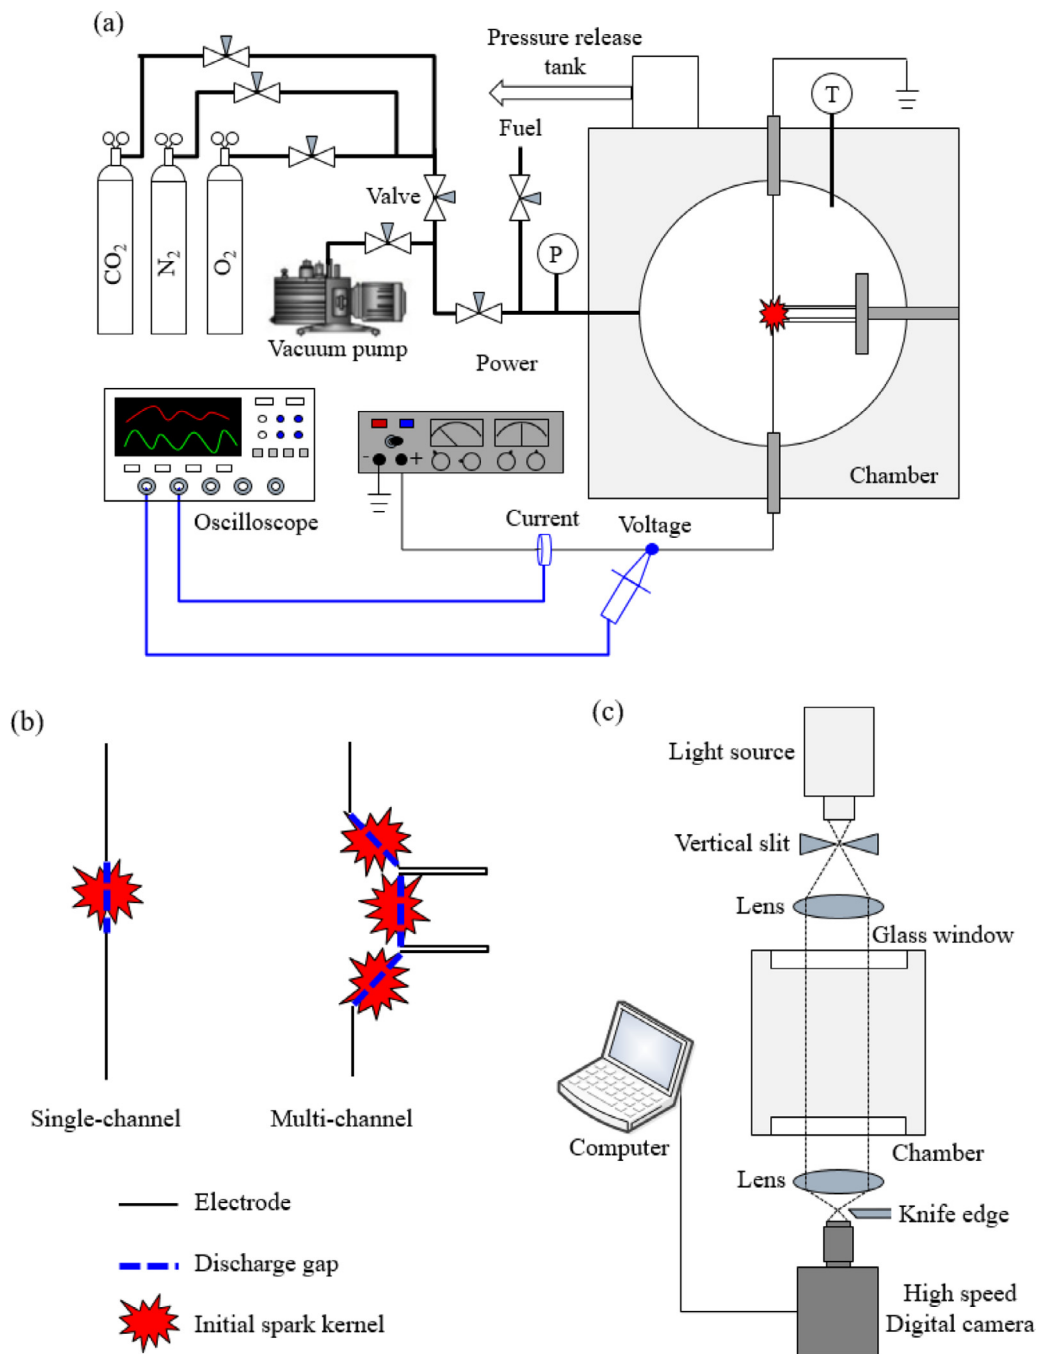 (a)
Pressure release
tank
T
Fuel
Valve
CO2
N2
O2
P
Vacuum pump
Power
- +
Chamber
Oscilloscope
Current
Voltage
(b)
(c)
Light source
Vertical slit
Lens
Glass window
Single-channel
Multi-channel
Computer
Chamber
Lens
Knife edge
Electrode
Discharge gap
Initial spark kernel
High speed
Digital camera